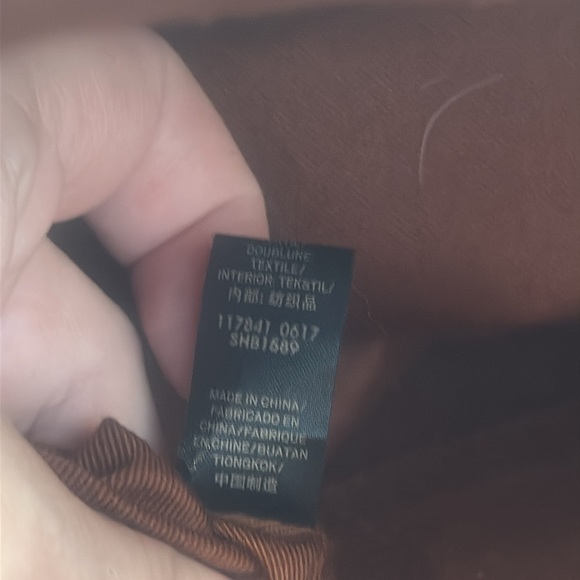 DOUBLURE
TEXTILE/
INTERIOR TEKSTIL/
内部: 纺织品
117841 0617
SHB1689
MADE IN CHINA/
FABRICADO EN
CHINA/FABRIQUE
EN CHINE/BUATAN
TIONGKOK/
中国制造